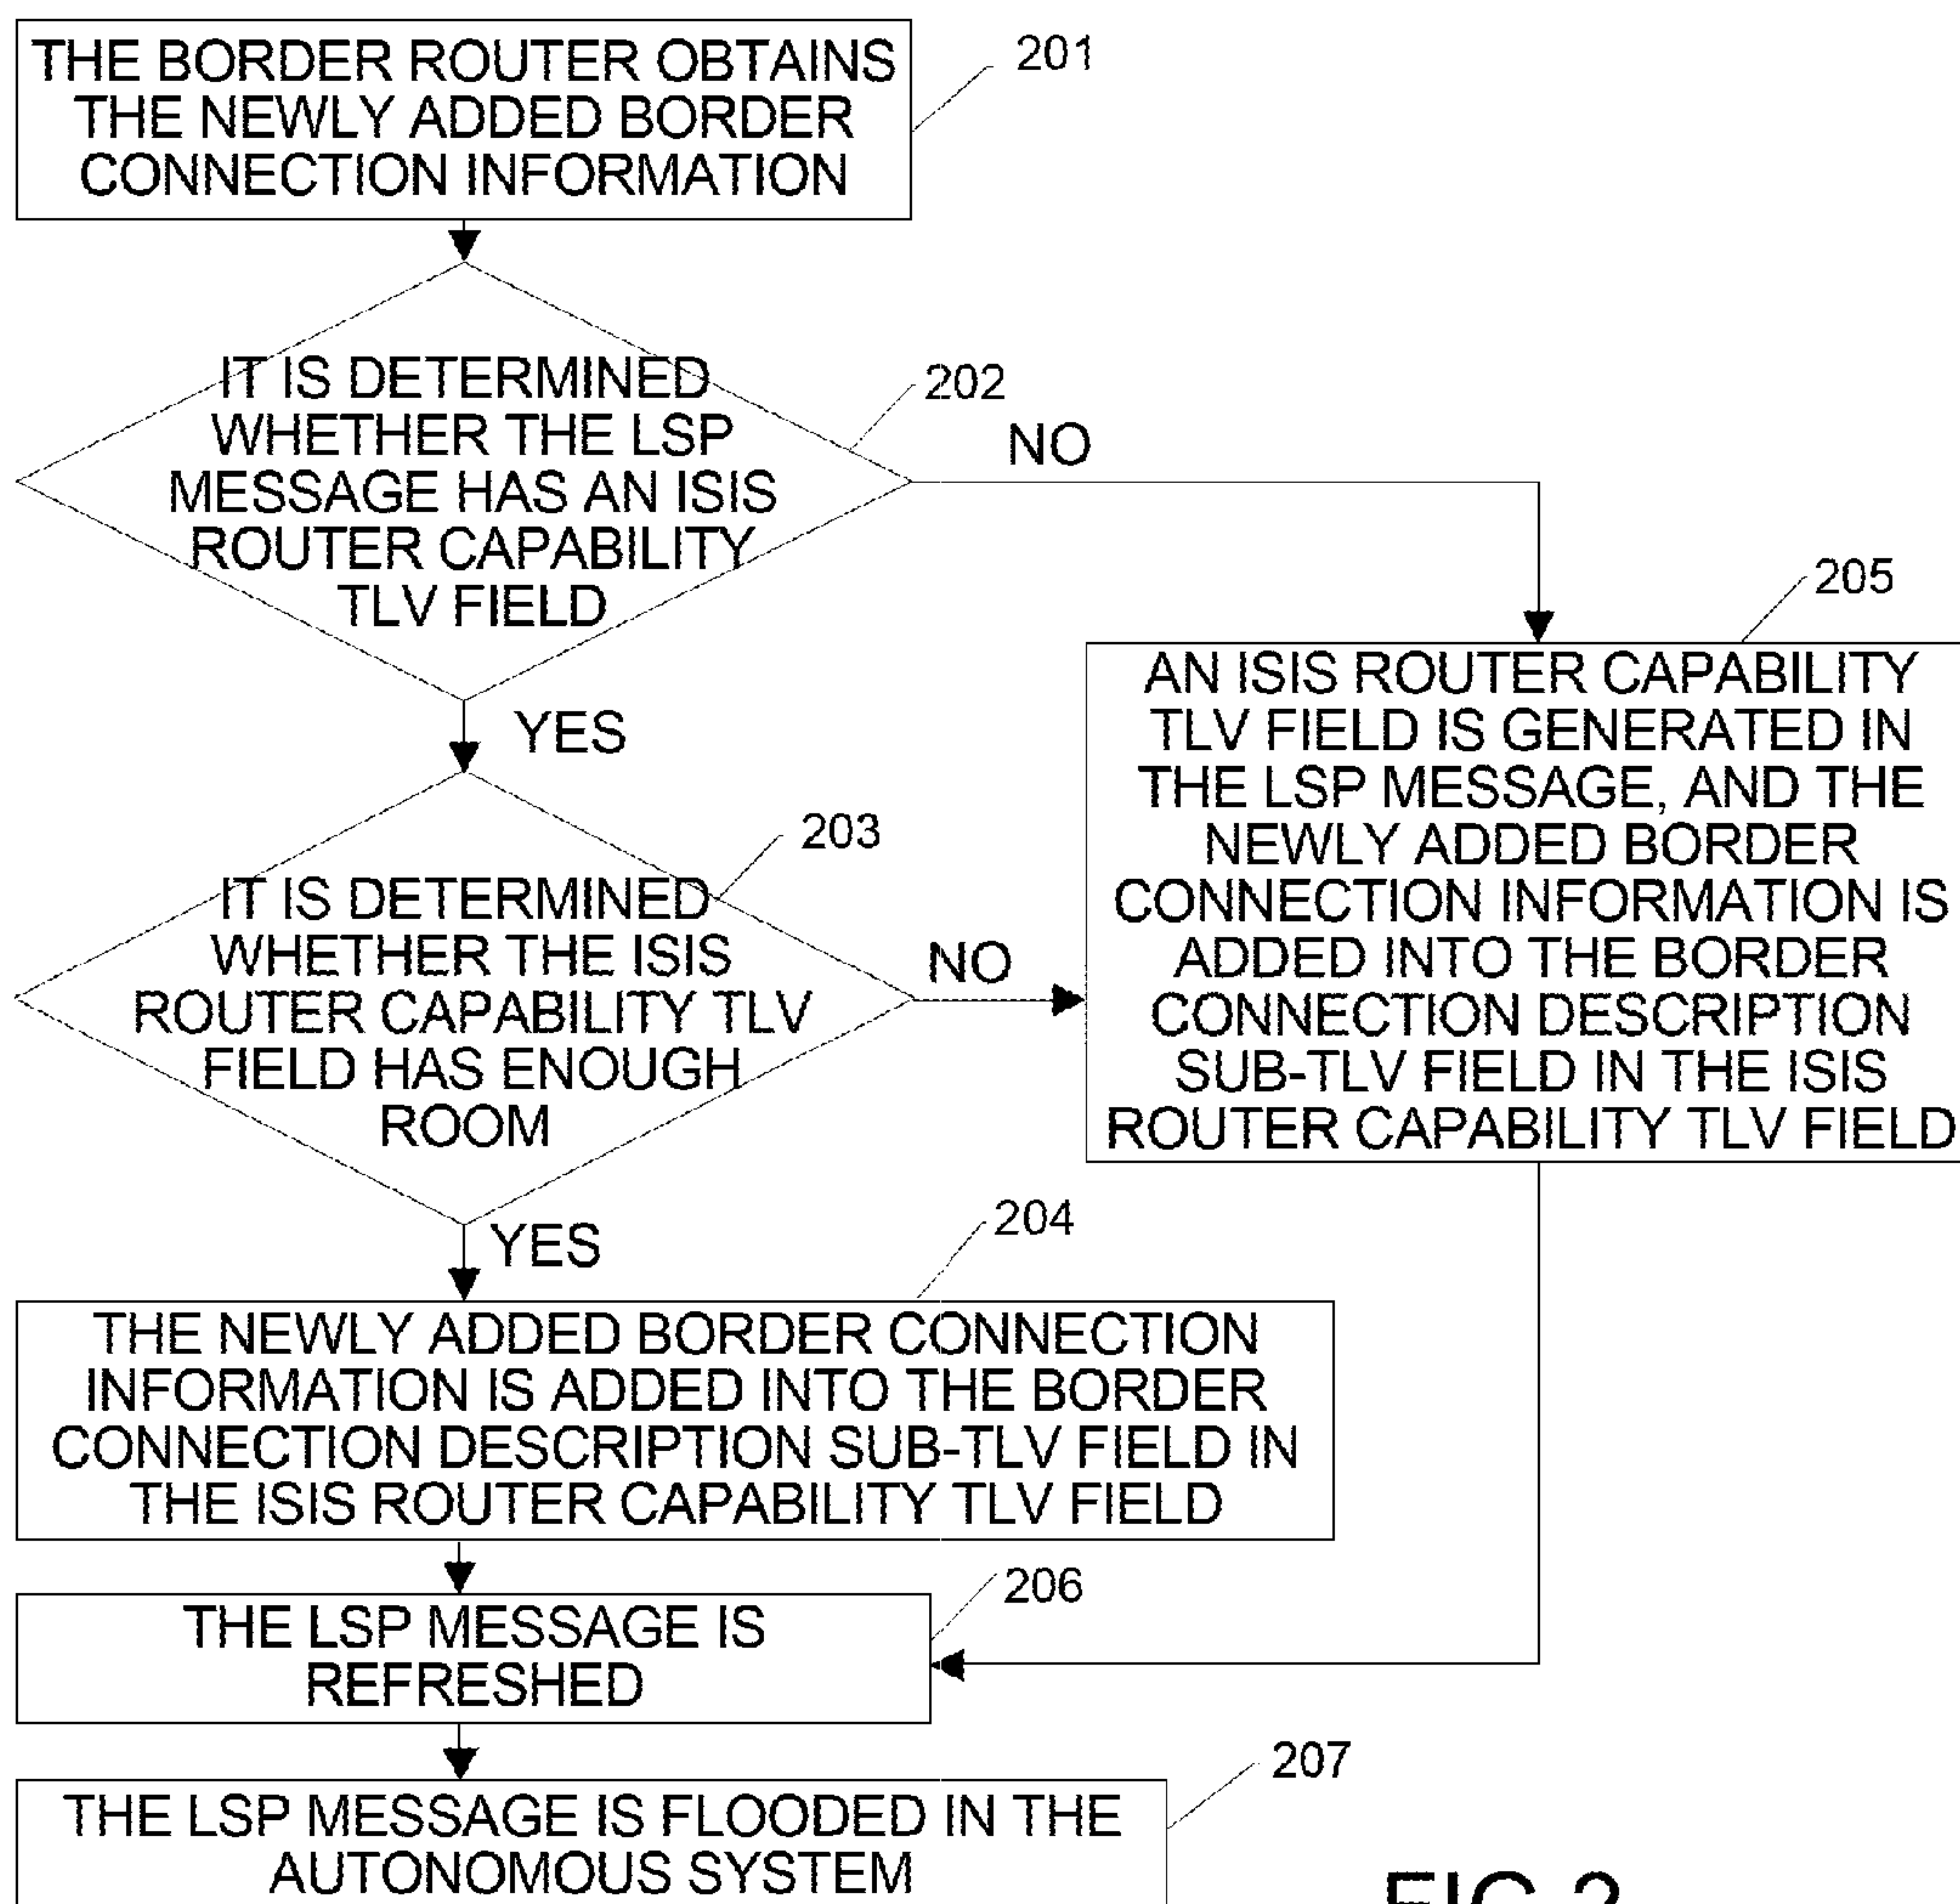 THE BORDER ROUTER OBTAINS
THE NEWLY ADDED BORDER
CONNECTION INFORMATION
201
IT IS DETERMINED
WHETHER THE LSP
MESSAGE HAS AN ISIS
ROUTER CAPABILITY
TLV FIELD
202
NO
YES
IT IS DETERMINED
WHETHER THE ISIS
ROUTER CAPABILITY TLV
FIELD HAS ENOUGH
ROOM
203
NO
YES
205
AN ISIS ROUTER CAPABILITY
TLV FIELD IS GENERATED IN
THE LSP MESSAGE, AND THE
NEWLY ADDED BORDER
CONNECTION INFORMATION IS
ADDED INTO THE BORDER
CONNECTION DESCRIPTION
SUB-TLV FIELD IN THE ISIS
ROUTER CAPABILITY TLV FIELD
204
THE NEWLY ADDED BORDER CONNECTION
INFORMATION IS ADDED INTO THE BORDER
CONNECTION DESCRIPTION SUB-TLV FIELD IN
THE ISIS ROUTER CAPABILITY TLV FIELD
206
THE LSP MESSAGE IS
REFRESHED
207
THE LSP MESSAGE IS FLOODED IN THE
AUTONOMOUS SYSTEM
FIG.2